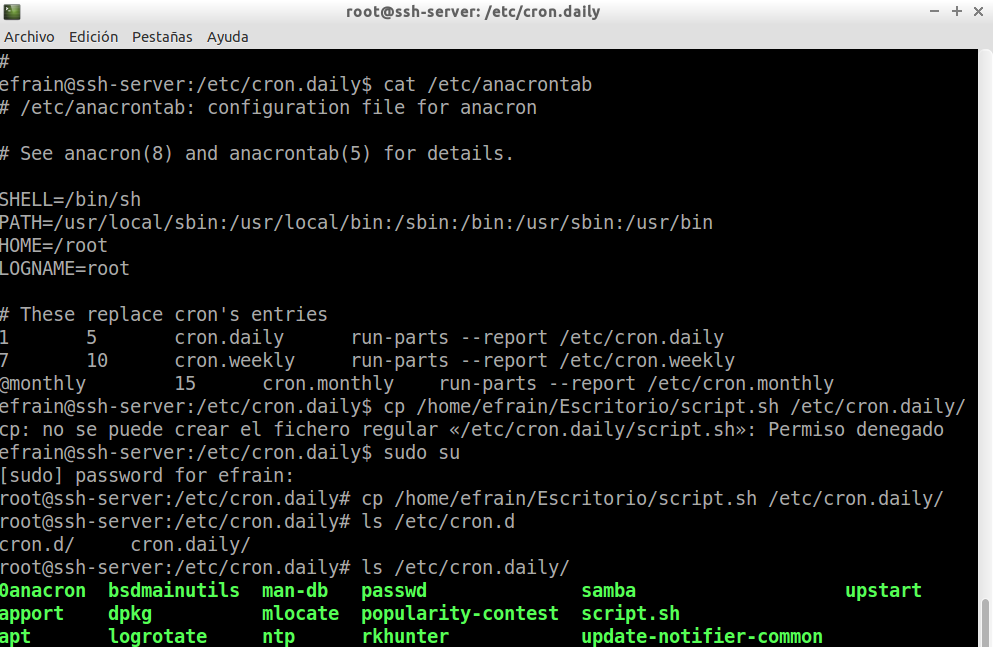 root@ssh-server: /etc/cron.daily
Archivo Edición Pestañas Ayuda
#
efrain@ssh-server:/etc/cron.daily$ cat /etc/anacrontab
# /etc/anacrontab: configuration file for anacron
# See anacron(8) and anacrontab(5) for details.
SHELL=/bin/sh
PATH=/usr/local/sbin:/usr/local/bin:/sbin:/bin:/usr/sbin:/usr/bin
HOME=/root
LOGNAME=root
# These replace cron's entries
1 5 cron.daily run-parts --report /etc/cron.daily
7 10 cron.weekly run-parts --report /etc/cron.weekly
@monthly 15 cron.monthly run-parts --report /etc/cron.monthly
efrain@ssh-server:/etc/cron.daily$ cp /home/efrain/Escritorio/script.sh /etc/cron.daily/
cp: no se puede crear el fichero regular «/etc/cron.daily/script.sh»: Permiso denegado
efrain@ssh-server:/etc/cron.daily$ sudo su
[sudo] password for efrain:
root@ssh-server:/etc/cron.daily# cp /home/efrain/Escritorio/script.sh /etc/cron.daily/
root@ssh-server:/etc/cron.daily# ls /etc/cron.d
cron.d/ cron.daily/
root@ssh-server:/etc/cron.daily# ls /etc/cron.daily/
0anacron bsdmainutils man-db passwd samba upstart
apport dpkg mlocate popularity-contest script.sh
apt logrotate ntp rkhunter update-notifier-common